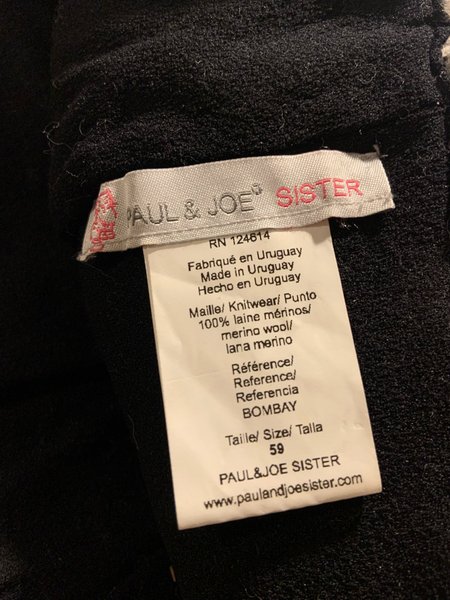 PAUL & JOE® SISTER
RN 124614
Fabriqué en Uruguay
Made in Uruguay
Hecho en Uruguay
Maille/ Knitwear/ Punto
100% laine mérinos/
merino wool/
lana merino
Référence/
Reference/
Referencia
BOMBAY
Taille/ Size/ Talla
59
PAUL&JOE SISTER
www.paulandjoesister.com